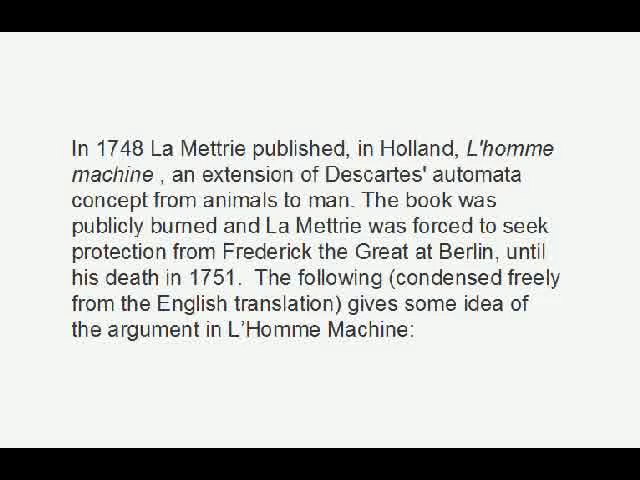 In 1748 La Mettrie published, in Holland, L'homme
machine , an extension of Descartes' automata
concept from animals to man. The book was
publicly burned and La Mettrie was forced to seek
protection from Frederick the Great at Berlin, until
his death in 1751.  The following (condensed freely
from the English translation) gives some idea of
the argument in L’Homme Machine: